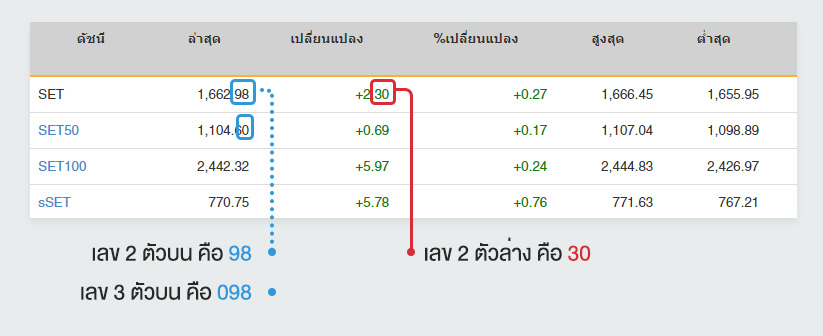 ดัชนี ล่าสุด เปลี่ยนแปลง %เปลี่ยนแปลง สูงสุด ต่ำสุด
SET 1,662.98 +2.30 +0.27 1,666.45 1,655.95
SET50 1,104.60 +0.69 +0.17 1,107.04 1,098.89
SET100 2,442.32 +5.97 +0.24 2,444.83 2,426.97
sSET 770.75 +5.78 +0.76 771.63 767.21
เลข 2 ตัวบน คือ 98 เลข 2 ตัวล่าง คือ 30
เลข 3 ตัวบน คือ 098